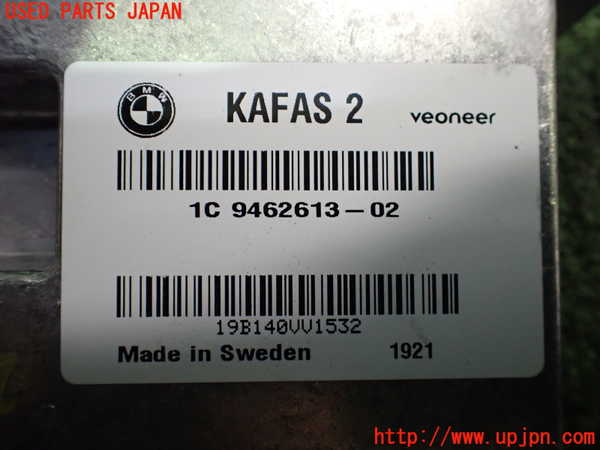 USED PARTS JAPAN
BMW
KAFAS 2
veoneer
1C 9462613-02
19B140VV1532
Made in Sweden
1921
http://www.upjpn.com/